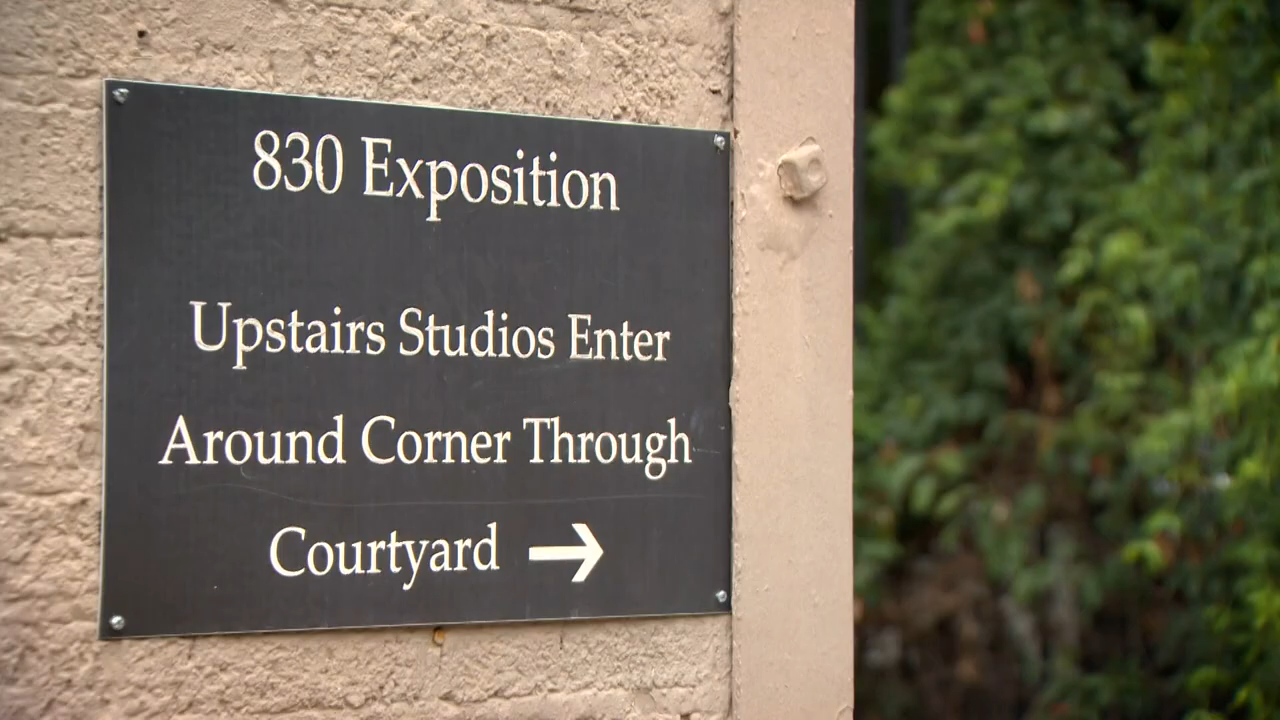 830 Exposition
Upstairs Studios Enter
Around Corner Through
Courtyard →